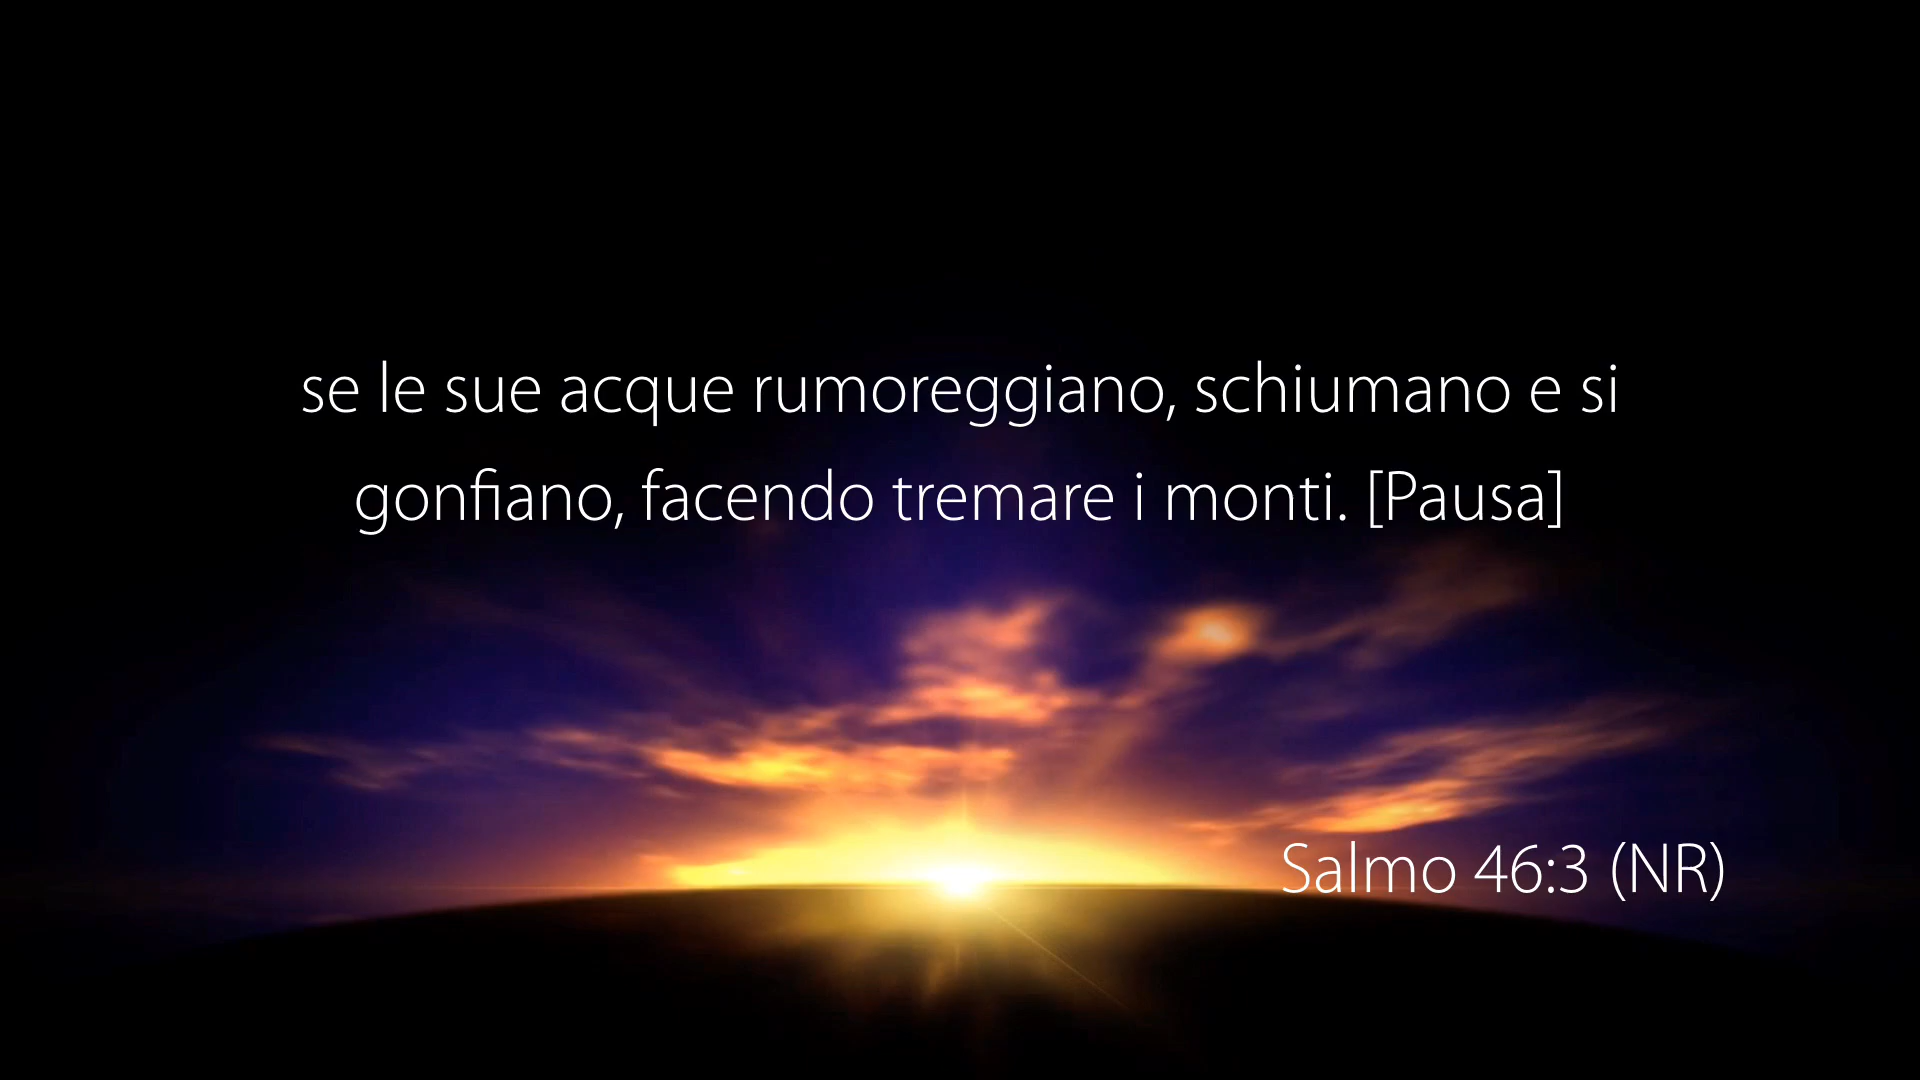 se le sue acque rumoreggiano, schiumano e si
gonfiano, facendo tremare i monti. [Pausa]
Salmo 46:3 (NR)